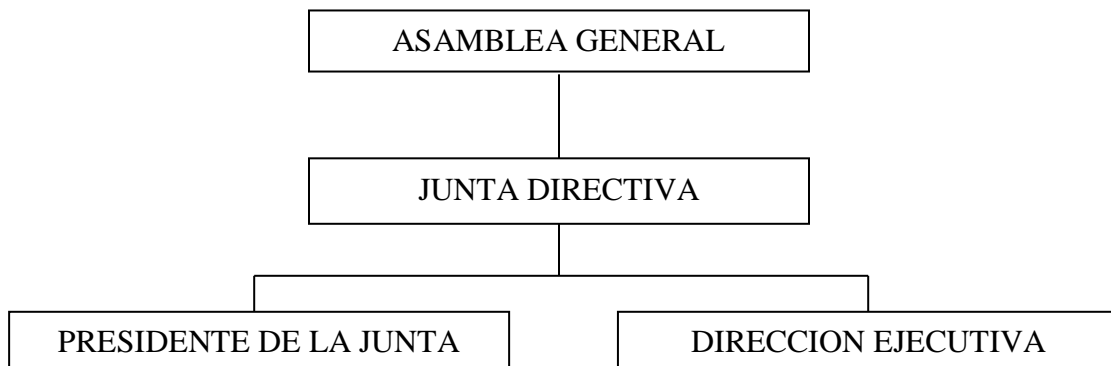 ASAMBLEA GENERAL
JUNTA DIRECTIVA
PRESIDENTE DE LA JUNTA
DIRECCION EJECUTIVA